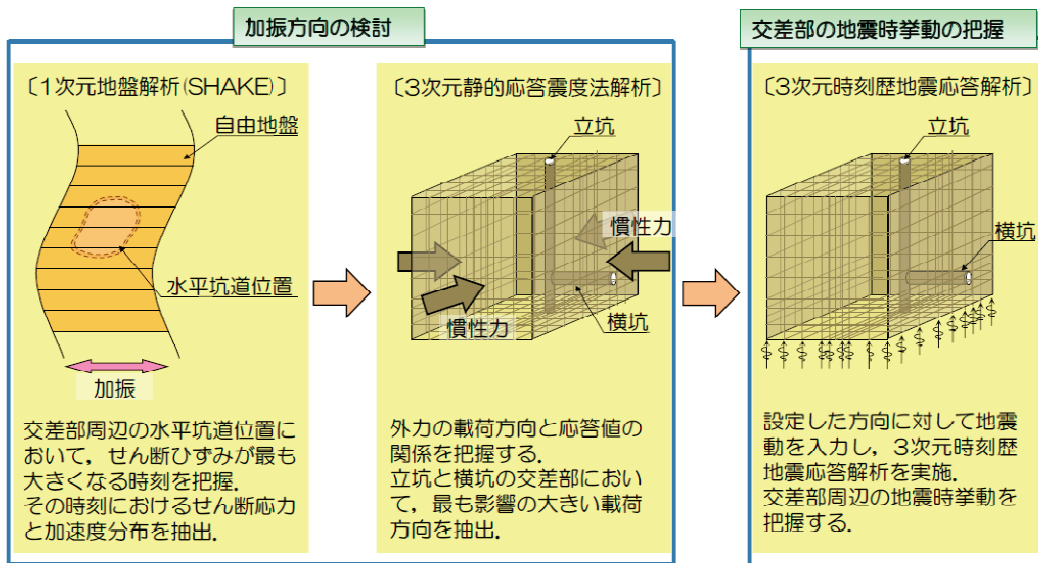 加振方向の検討
〔1次元地盤解析(SHAKE)〕
自由地盤
水平坑道位置
加振
交差部周辺の水平坑道位置に
おいて，せん断ひずみが最も
大きくなる時刻を把握．
その時刻におけるせん断応力
と加速度分布を抽出．
〔3次元静的応答震度法解析〕
立坑
慣性力
慣性力
横坑
外力の載荷方向と応答値の
関係を把握する．
立坑と横坑の交差部におい
て，最も影響の大きい載荷
方向を抽出．
交差部の地震時挙動の把握
〔3次元時刻歴地震応答解析〕
立坑
横坑
設定した方向に対して地震
動を入力し，3次元時刻歴
地震応答解析を実施．
交差部周辺の地震時挙動を
把握する．